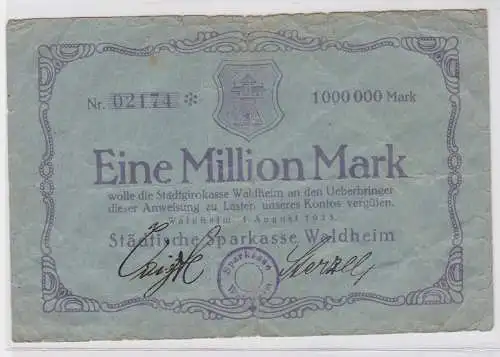 Nr. 02174 * 1000000 Mark
Eine Million Mark
wolle die Städtgirokasse Waldheim an den Ueberbringer
dieser Anweisung zu Lasten unseres Kontos vergüten.
Waldheim, 1. August 1923.
Städtische Sparkasse Waldheim
Sparkasse